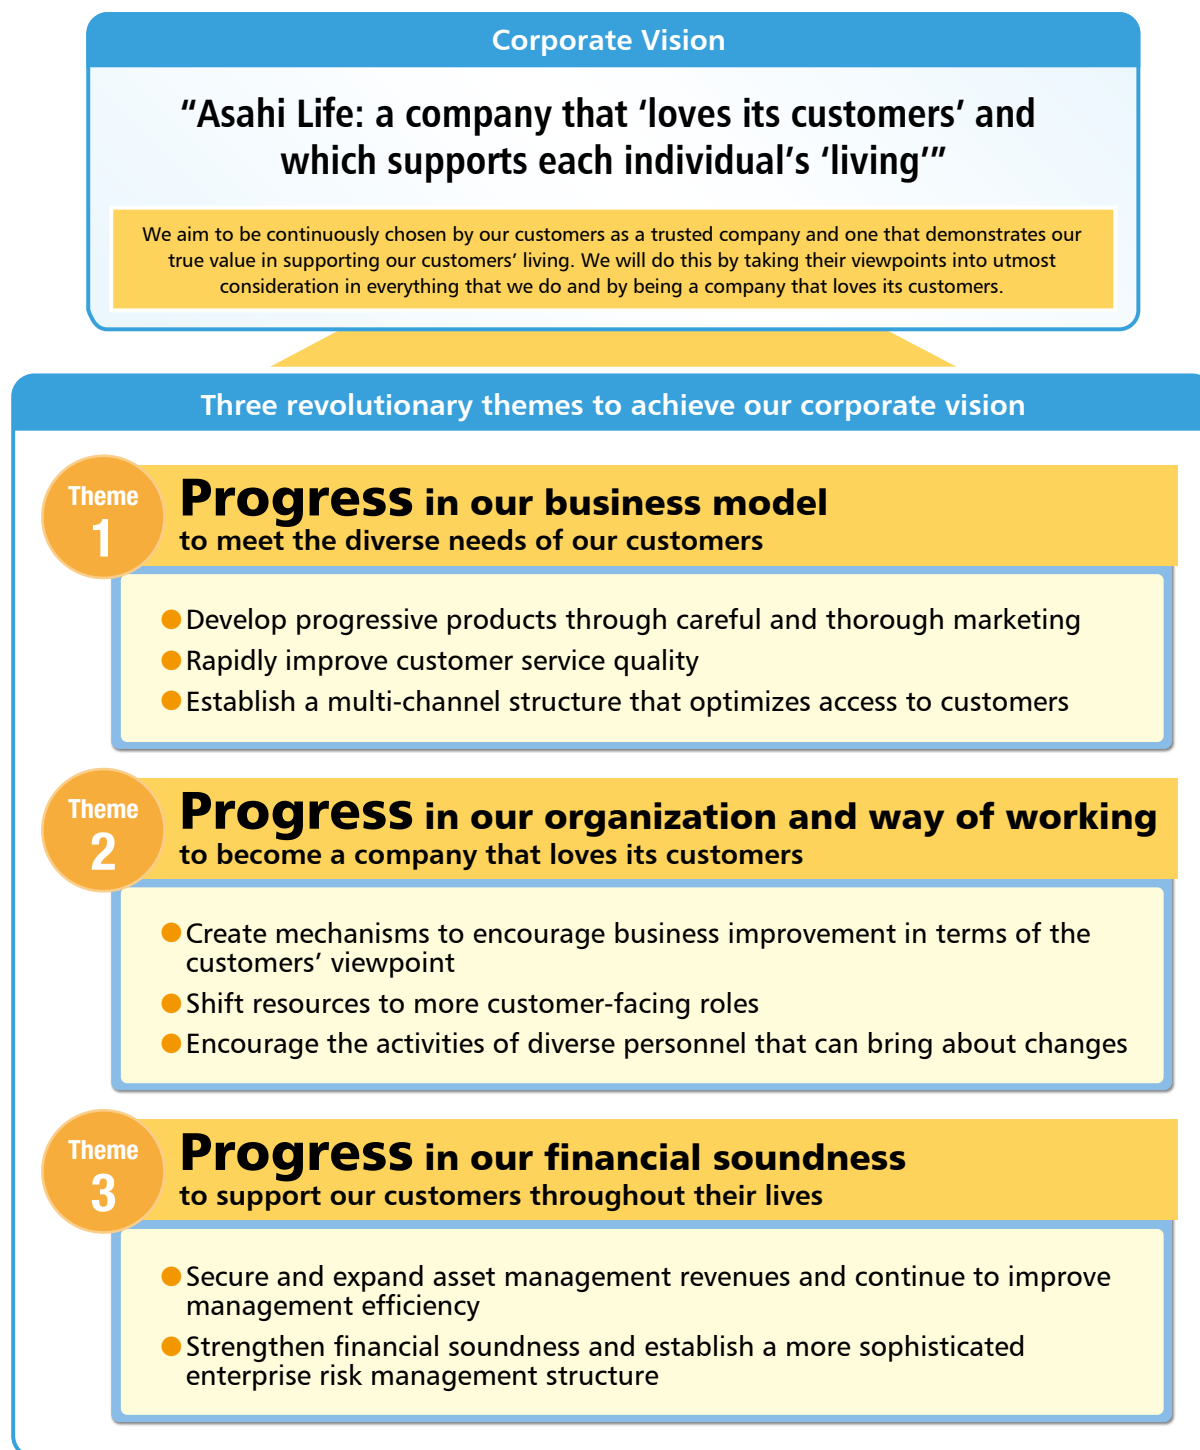 Corporate Vision
“Asahi Life: a company that ‘loves its customers’ and
which supports each individual’s ‘living’”
We aim to be continuously chosen by our customers as a trusted company and one that demonstrates our
true value in supporting our customers’ living. We will do this by taking their viewpoints into utmost
consideration in everything that we do and by being a company that loves its customers.
Three revolutionary themes to achieve our corporate vision
Theme
1
Progress in our business model
to meet the diverse needs of our customers
●Develop progressive products through careful and thorough marketing
●Rapidly improve customer service quality
●Establish a multi-channel structure that optimizes access to customers
Theme
2
Progress in our organization and way of working
to become a company that loves its customers
●Create mechanisms to encourage business improvement in terms of the
customers’ viewpoint
●Shift resources to more customer-facing roles
●Encourage the activities of diverse personnel that can bring about changes
Theme
3
Progress in our financial soundness
to support our customers throughout their lives
●Secure and expand asset management revenues and continue to improve
management efficiency
●Strengthen financial soundness and establish a more sophisticated
enterprise risk management structure